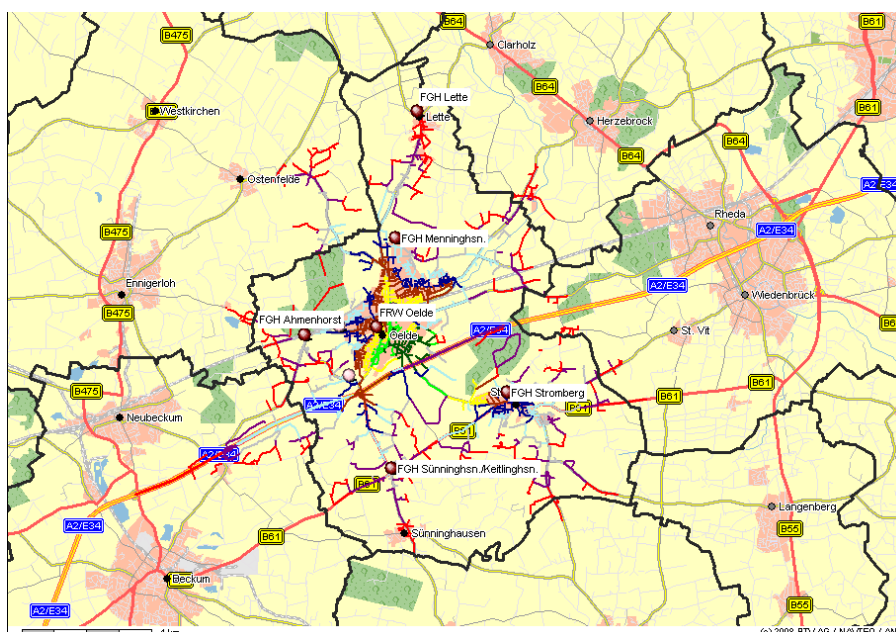 B64
B61
Clarholz
B475
B64
FGH Lette
Westkirchen
B61
Lette
Herzebrock
B64
Ostenfelde
A2/E34
Rheda
B475
FGH Menninghsn.
A2/E34
A2/E34
Ennigerloh
Wiedenbrück
B475
FGH Ahmenhorst
FRW Oelde
B61
A2/E34
Oelde
St. Vit
B61
B475
FGH Stromberg
B61
A2/E34
B61
Neubeckum
B61
A2/E34
FGH Sünninghsn./Keitlinghsn.
B61
Langenberg
A2/E34
B55
B61
Sünninghausen
Beckum
A2/E34
B55
4 km